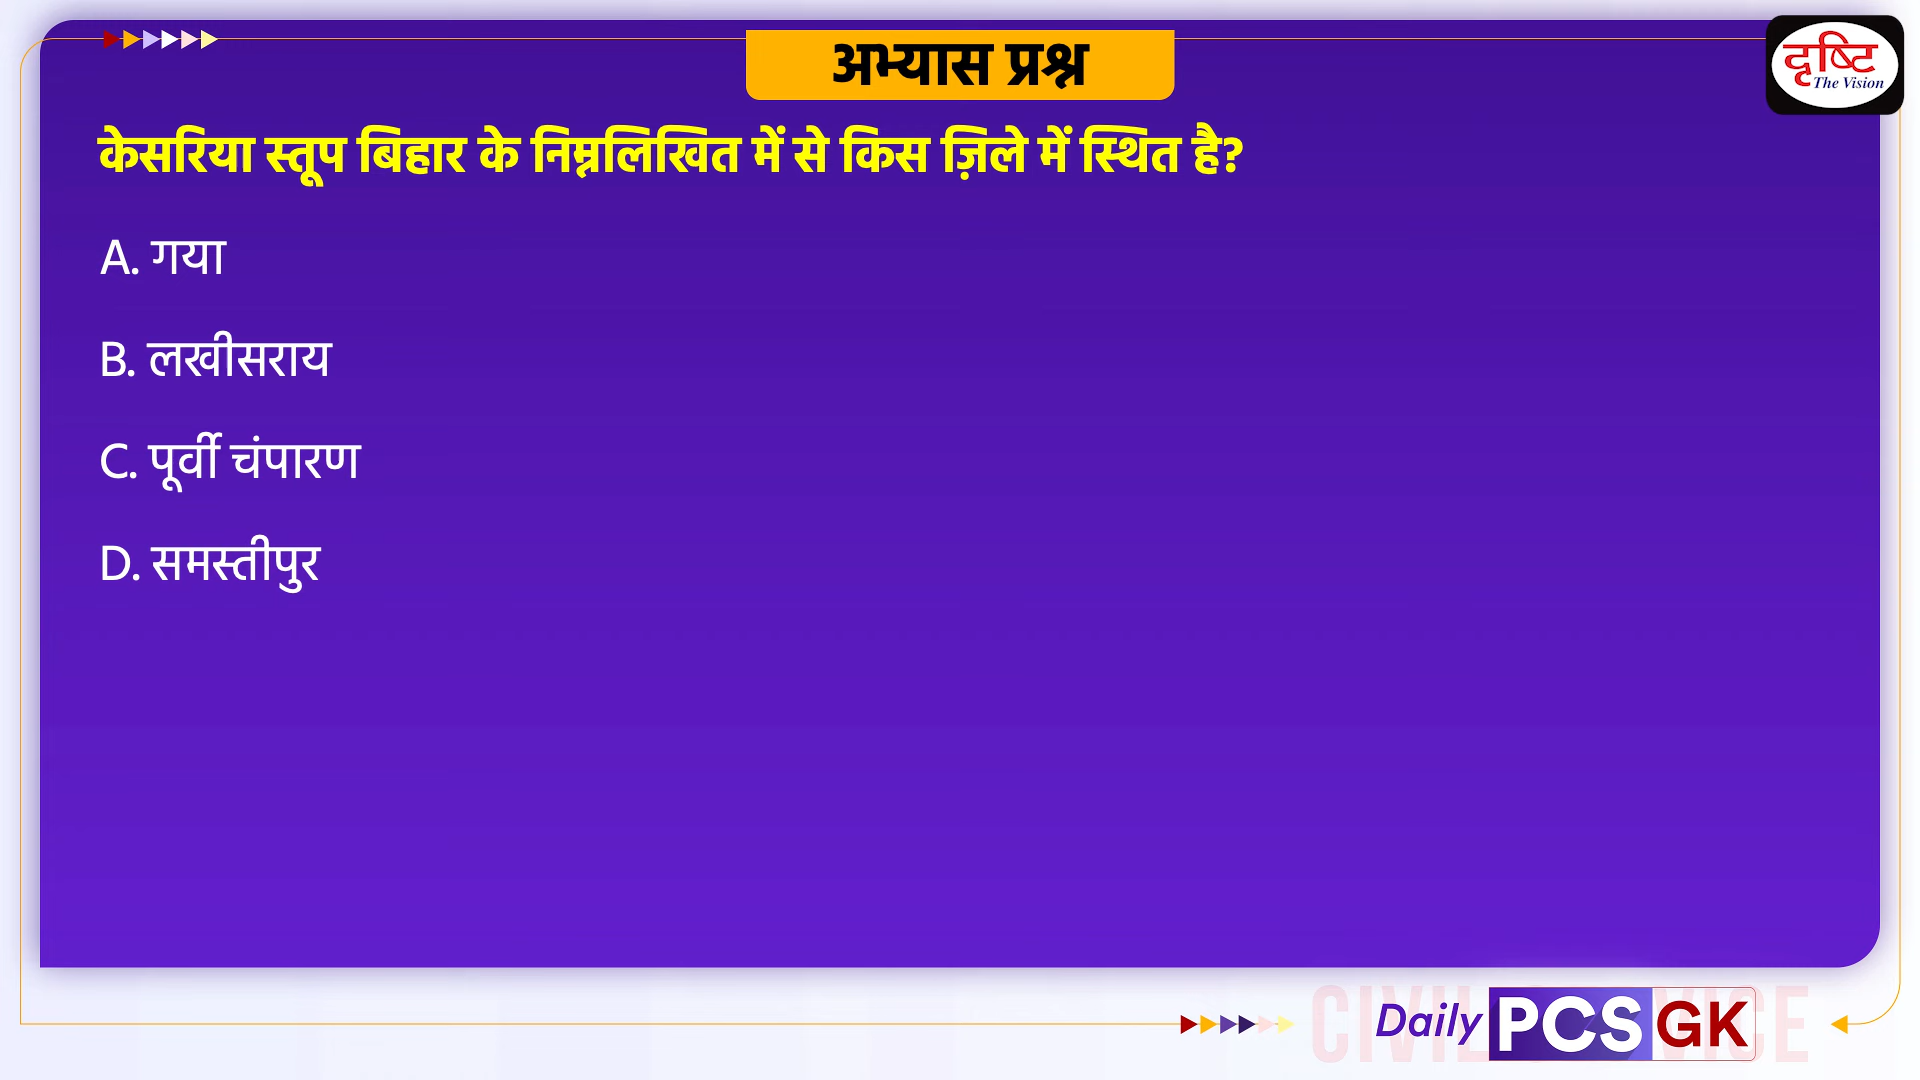 अभ्यास प्रश्न
दृष्टि
The Vision
केसरिया स्तूप बिहार के निम्नलिखित में से किस ज़िले में स्थित है?
A. गया
B. लखीसराय
C. पूर्वी चंपारण
D. समस्तीपुर
Daily PCS GK